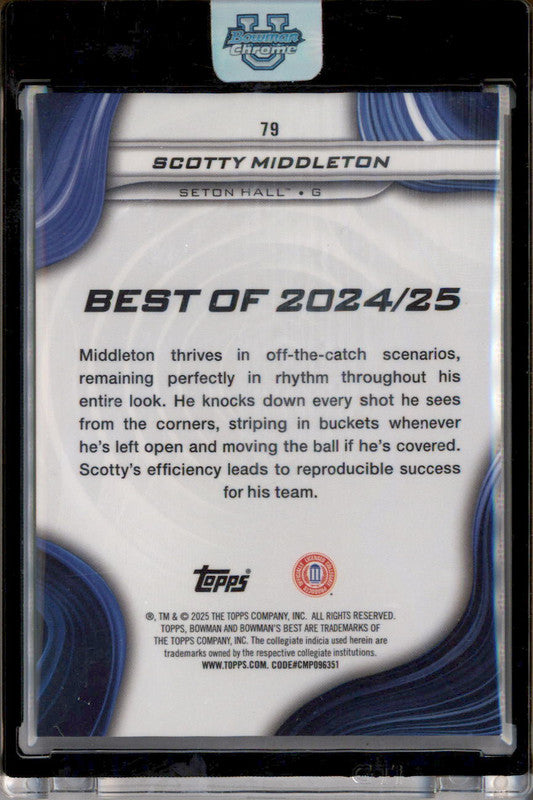 Bowman
Chrome
79
SCOTTY MIDDLETON
SETON HALL™ • G
BEST OF 2024/25
Middleton thrives in off-the-catch scenarios,
remaining perfectly in rhythm throughout his
entire look. He knocks down every shot he sees
from the corners, striping in buckets whenever
he's left open and moving the ball if he's covered.
Scotty's efficiency leads to reproducible success
for his team.
topps®
®, TM & © 2025 THE TOPPS COMPANY, INC. ALL RIGHTS RESERVED.
TOPPS, BOWMAN AND BOWMAN'S BEST ARE TRADEMARKS OF
THE TOPPS COMPANY, INC. The collegiate indicia used herein are
trademarks owned by the respective collegiate institutions.
WWW.TOPPS.COM. CODE#CMP096351